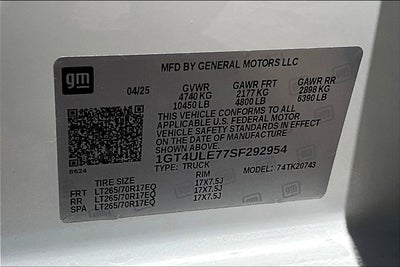 gm
MFD BY GENERAL MOTORS LLC
04/25 GVWR GAWR FRT GAWR RR
4740 KG 2177 KG 2898 KG
10450 LB 4800 LB 6390 LB
THIS VEHICLE CONFORMS TO ALL
APPLICABLE U.S. FEDERAL MOTOR
VEHICLE SAFETY STANDARDS IN EFFECT
ON THE DATE OF MANUFACTURE
SHOWN ABOVE.
1GT4ULE77SF292954
8624 TYPE: TRUCK MODEL: 74TK20743
TIRE SIZE RIM
FRT LT265/70R17EQ 17X7.5J
RR LT265/70R17EQ 17X7.5J
SPA LT265/70R17EQ 17X7.5J